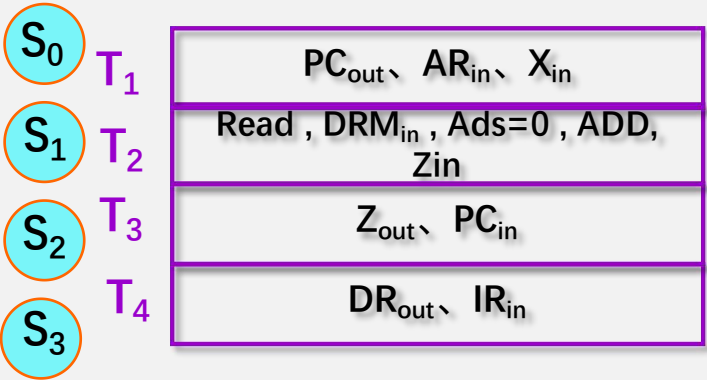 S₀
T₁
PCout、ARin、Xin
S₁
T₂
Read , DRMin , Ads=0 , ADD,
Zin
S₂
T₃
Zout、PCin
T₄
DRout、IRin
S₃